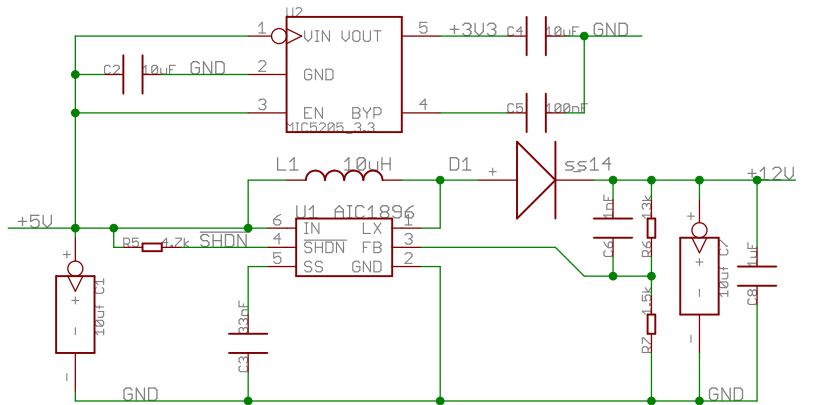 U2
1 VIN VOUT 5 +3V3 C4 10uF GND
C2 10uF GND 2 GND
3 EN BYP 4 C5 100nF
MIC5205_3.3
L1 10uH D1 + ss14
+12V
+5V
U1 AIC1896
6 IN LX 1
R5 4.7k SHDN 4 SHDN FB 3
5 SS GND 2
1nF C6
13k R6
+ + - - 10uf C7
1uF C8
+ + - - 10uf C1
33nF C3
1.5k R7
GND GND